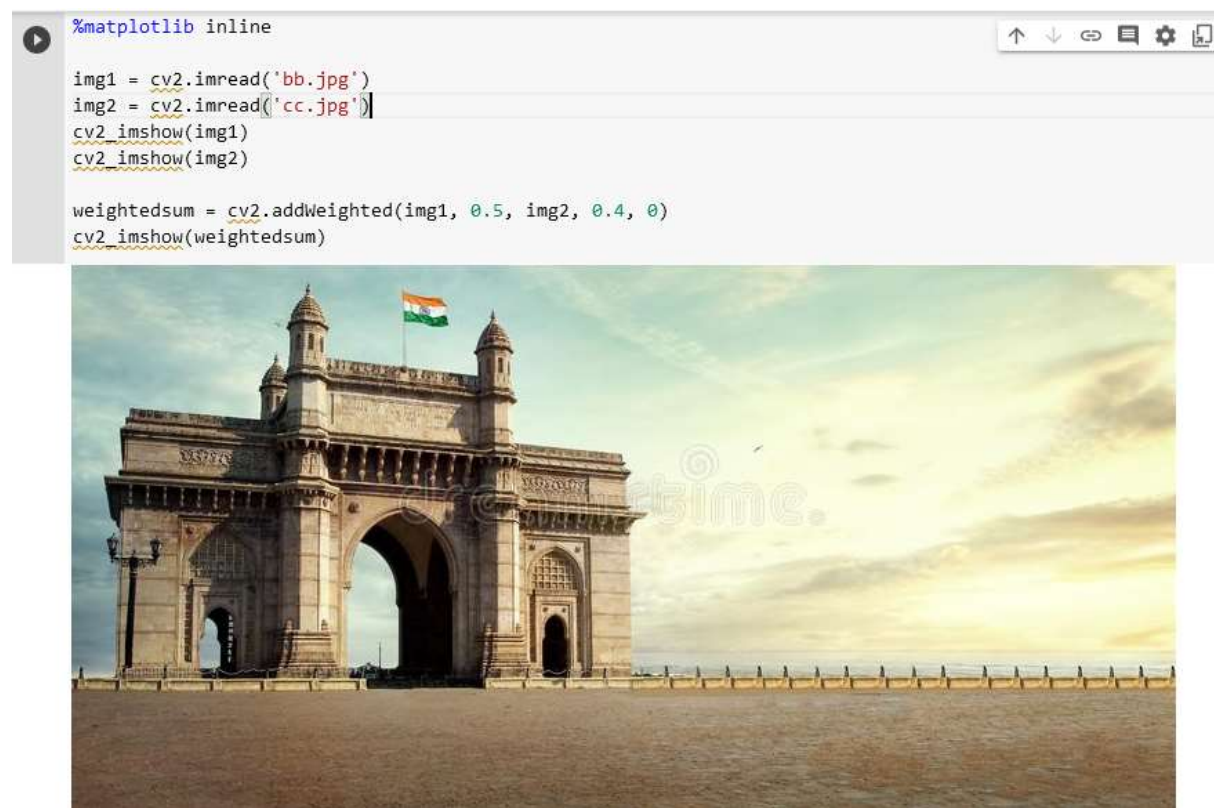 %matplotlib inline
img1 = cv2.imread('bb.jpg')
img2 = cv2.imread('cc.jpg')
cv2_imshow(img1)
cv2_imshow(img2)
weightedsum = cv2.addWeighted(img1, 0.5, img2, 0.4, 0)
cv2_imshow(weightedsum)
dreamstime